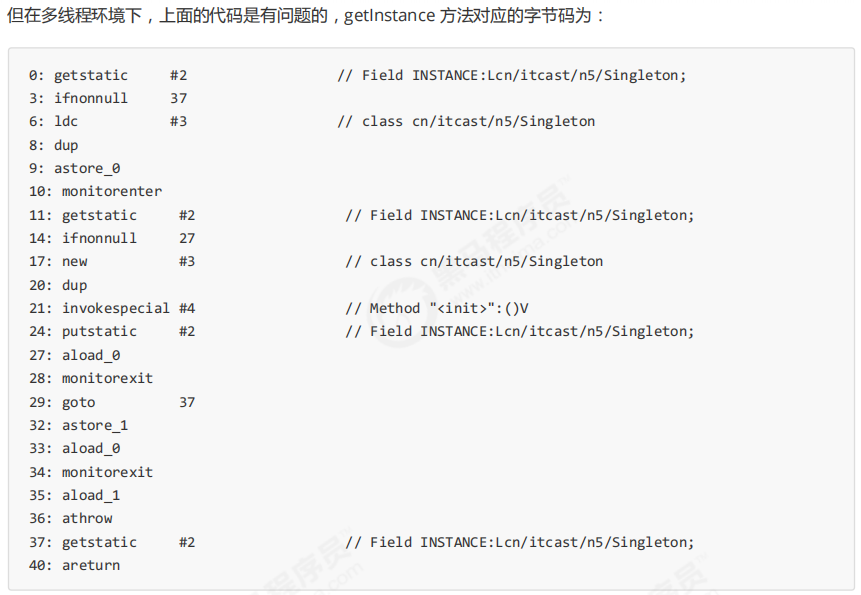 但在多线程环境下，上面的代码是有问题的，getInstance 方法对应的字节码为：
0: getstatic #2 // Field INSTANCE:Lcn/itcast/n5/Singleton;
3: ifnonnull 37
6: ldc #3 // class cn/itcast/n5/Singleton
8: dup
9: astore_0
10: monitorenter
11: getstatic #2 // Field INSTANCE:Lcn/itcast/n5/Singleton;
14: ifnonnull 27
17: new #3 // class cn/itcast/n5/Singleton
20: dup
21: invokespecial #4 // Method "<init>":()V
24: putstatic #2 // Field INSTANCE:Lcn/itcast/n5/Singleton;
27: aload_0
28: monitorexit
29: goto 37
32: astore_1
33: aload_0
34: monitorexit
35: aload_1
36: athrow
37: getstatic #2 // Field INSTANCE:Lcn/itcast/n5/Singleton;
40: areturn